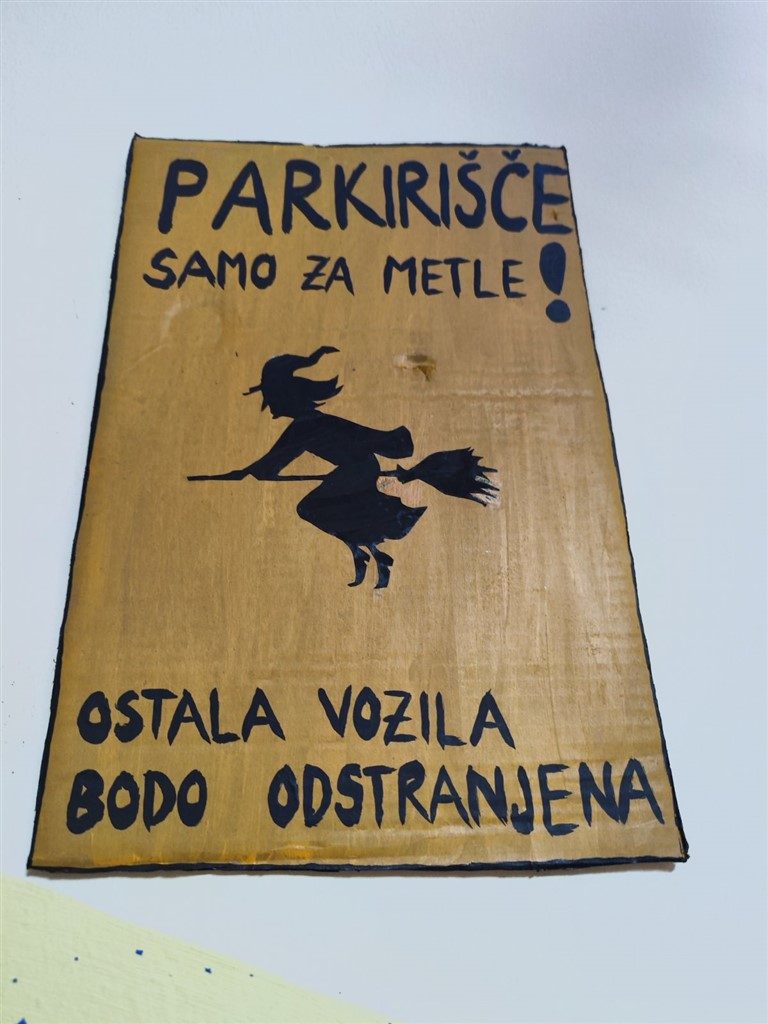 PARKIRIŠČE
SAMO ZA METLE!
OSTALA VOZILA
BODO ODSTRANJENA